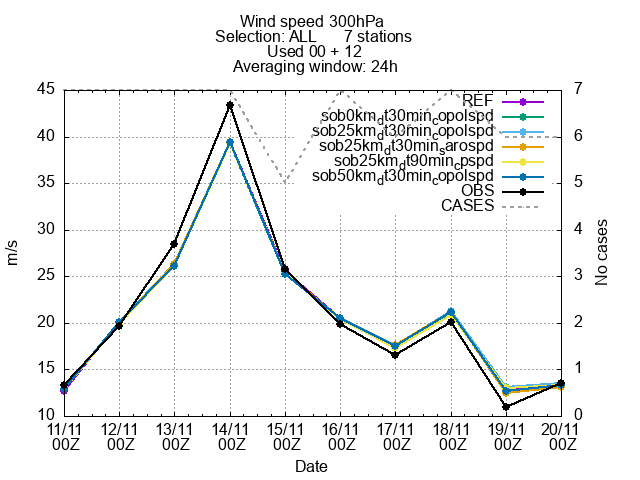 Wind speed 300hPa
Selection: ALL 7 stations
Used 00 + 12
Averaging window: 24h
45
40
35
30
25
20
15
10
m/s
7
6
5
4
3
2
1
0
No cases
REF
sob0km_dt30min_copolspd
sob25km_dt30min_copolspd
sob25km_dt30min_sarospd
sob25km_dt90min_cpspd
sob50km_dt30min_copolspd
OBS
CASES
11/11 12/11 13/11 14/11 15/11 16/11 17/11 18/11 19/11 20/11
00Z 00Z 00Z 00Z 00Z 00Z 00Z 00Z 00Z 00Z
Date